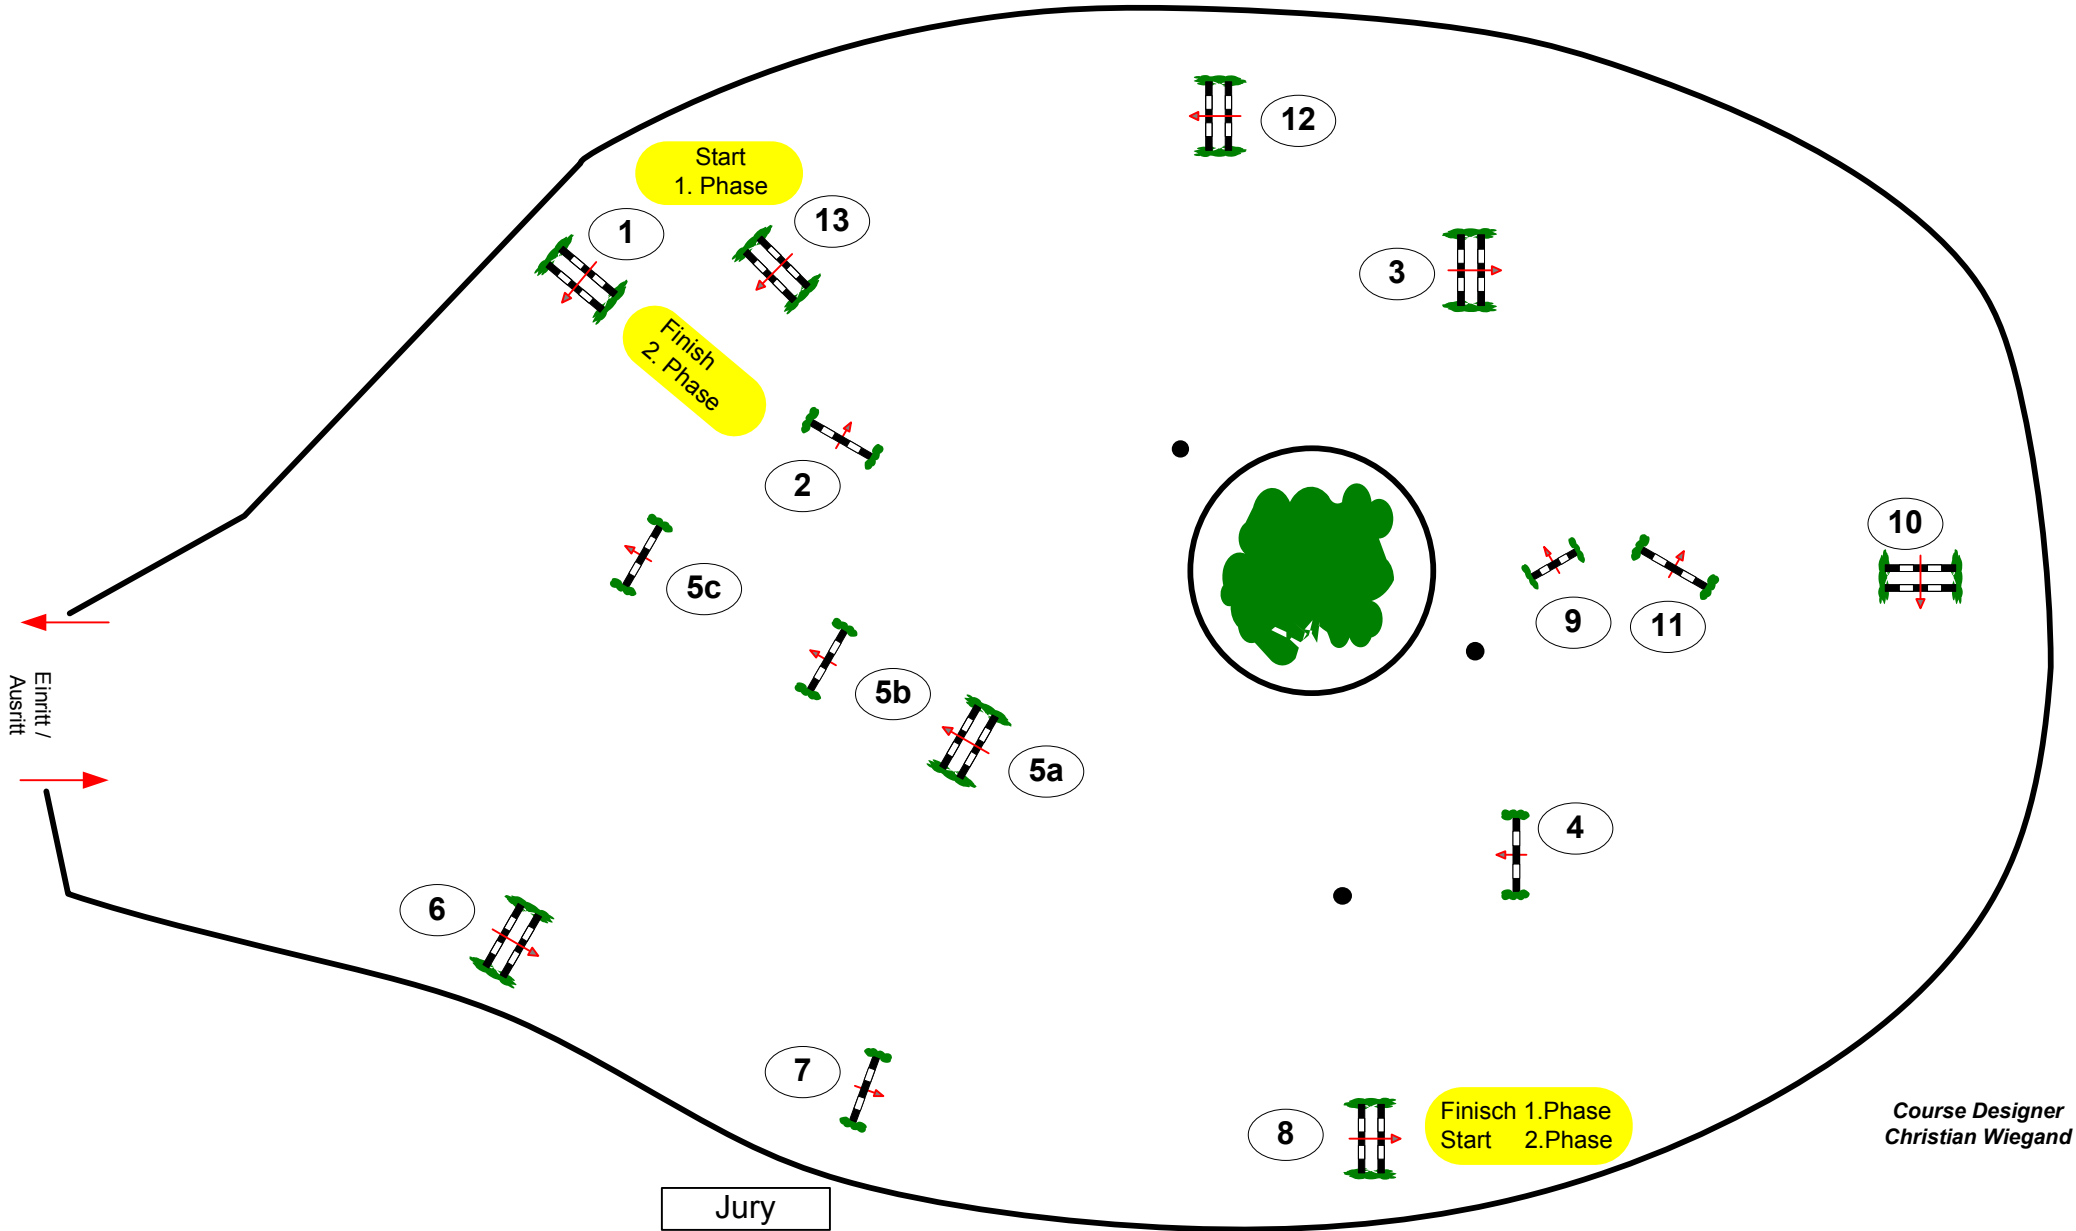 12
Start
1. Phase
13
1
3
Finish
2. Phase
2
10
5c
9
11
Einritt /
Ausritt
5b
5a
4
6
7
8
Finisch 1.Phase
Start 2.Phase
Course Designer
Christian Wiegand
Jury